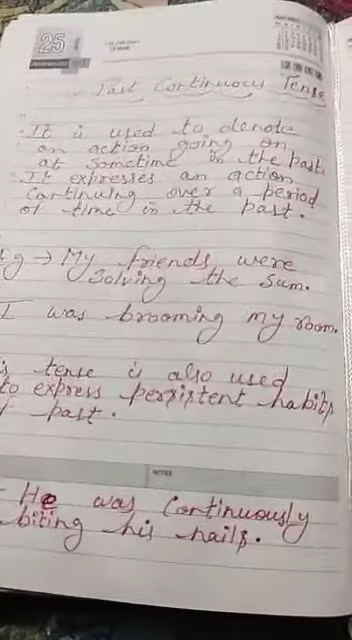 25
Past Continuous Tense
It is used to denote
an action going on
at sometime in the past.
It expresses an action
Continuing over a period
of time in the past.
g → My friends were
Solving the sum.
I was brooming my room.
s tense is also used
to express persistent habits
past.
NOTES
He was Continuously
biting his nails.